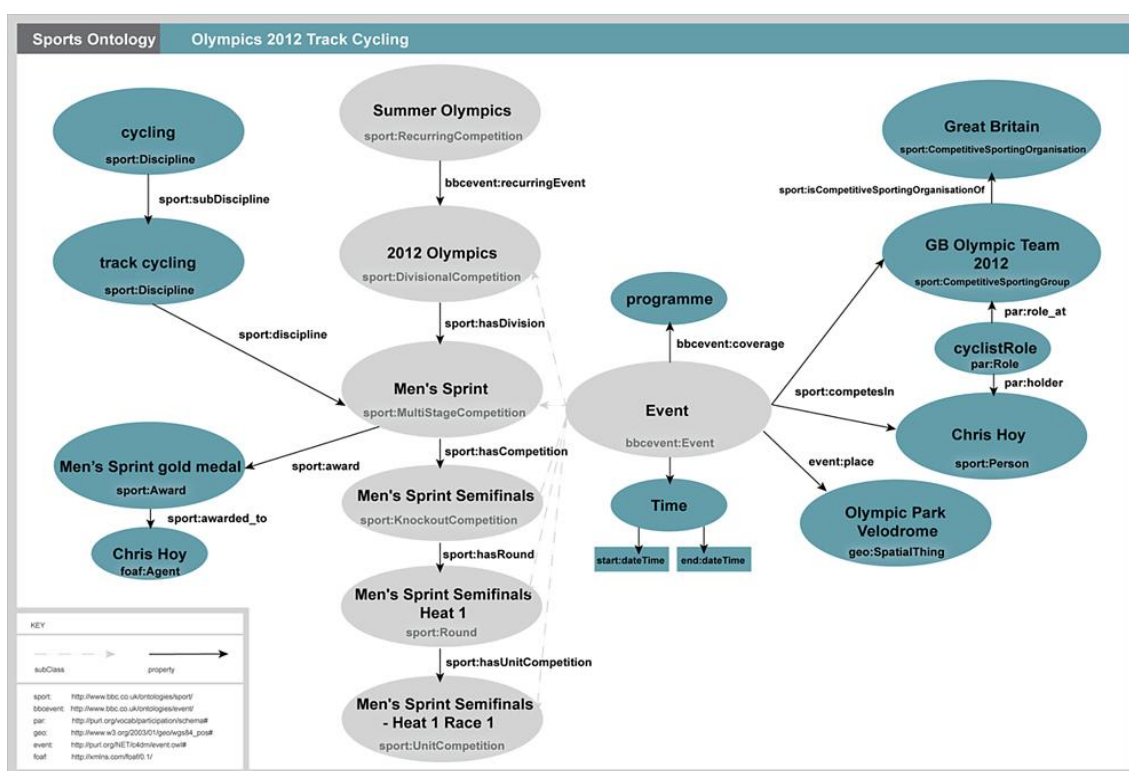 Sports Ontology
Olympics 2012 Track Cycling
cycling
sport:Discipline
sport:subDiscipline
track cycling
sport:Discipline
sport:discipline
Summer Olympics
sport:RecurringCompetition
bbcevent:recurringEvent
2012 Olympics
sport:DivisionalCompetition
sport:hasDivision
Men's Sprint
sport:MultiStageCompetition
sport:award
Men's Sprint gold medal
sport:Award
sport:awarded_to
Chris Hoy
foaf:Agent
sport:hasCompetition
Men's Sprint Semifinals
sport:KnockoutCompetition
sport:hasRound
Men's Sprint Semifinals
Heat 1
sport:Round
sport:hasUnitCompetition
Men's Sprint Semifinals
- Heat 1 Race 1
sport:UnitCompetition
programme
bbcevent:coverage
Event
bbcevent:Event
Time
start:dateTime
end:dateTime
Great Britain
sport:CompetitiveSportingOrganisation
sport:isCompetitiveSportingOrganisationOf
GB Olympic Team
2012
sport:CompetitiveSportingGroup
par:role_at
cyclistRole
par:Role
par:holder
sport:competesIn
Chris Hoy
sport:Person
event:place
Olympic Park
Velodrome
geo:SpatialThing
KEY
subClass
property
sport: http://www.bbc.co.uk/ontologies/sport/
bbcevent: http://www.bbc.co.uk/ontologies/event/
par: http://purl.org/vocab/participation/schema#
geo: http://www.w3.org/2003/01/geo/wgs84_pos#
event: http://purl.org/NET/c4dm/event.owl#
foaf: http://xmlns.com/foaf/0.1/